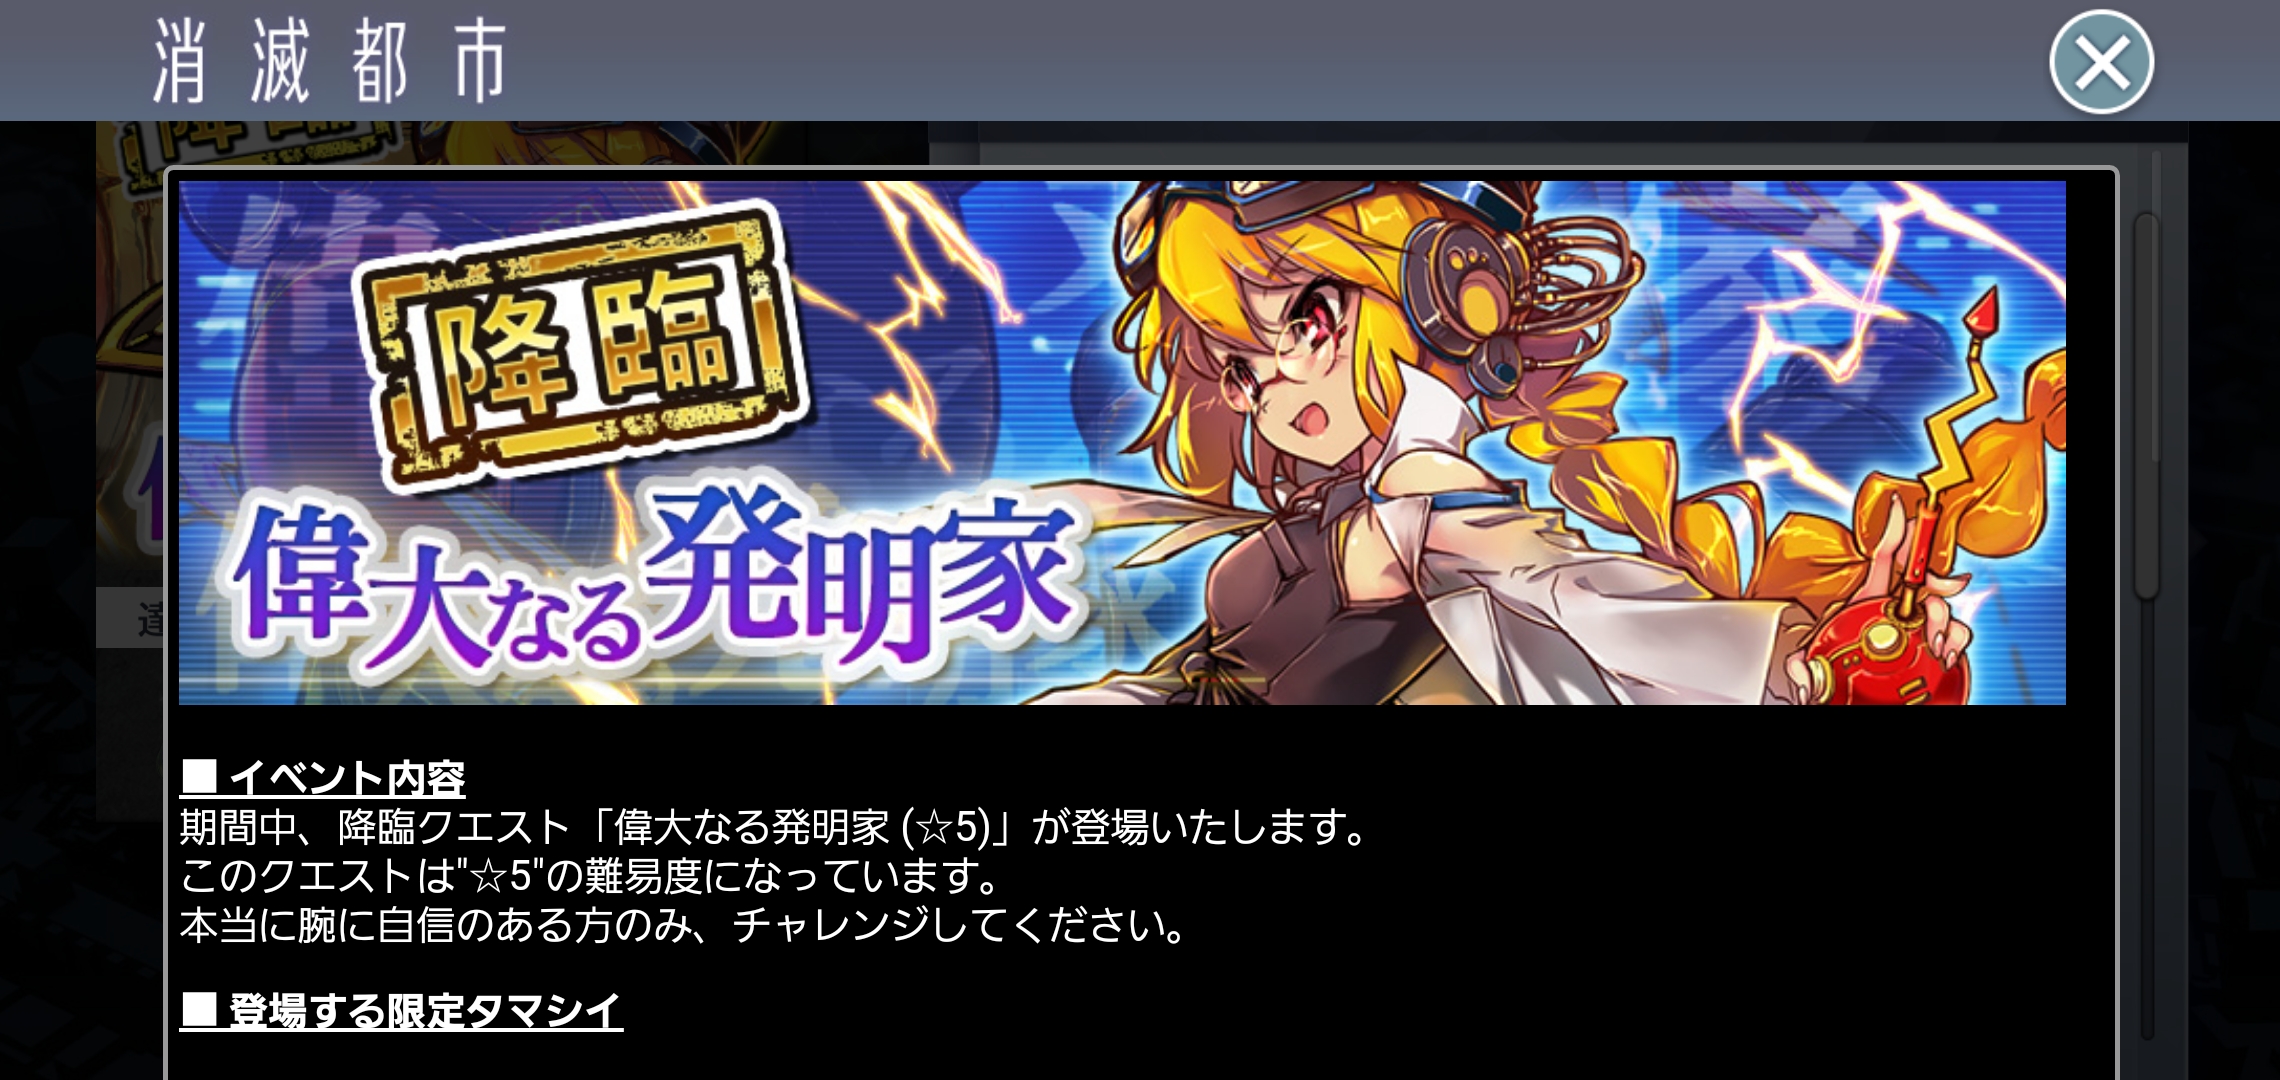 消滅都市
降臨
偉大なる発明家
■ イベント内容
期間中、降臨クエスト「偉大なる発明家 (☆5)」が登場いたします。
このクエストは"☆5"の難易度になっています。
本当に腕に自信のある方のみ、チャレンジしてください。
■ 登場する限定タマシイ